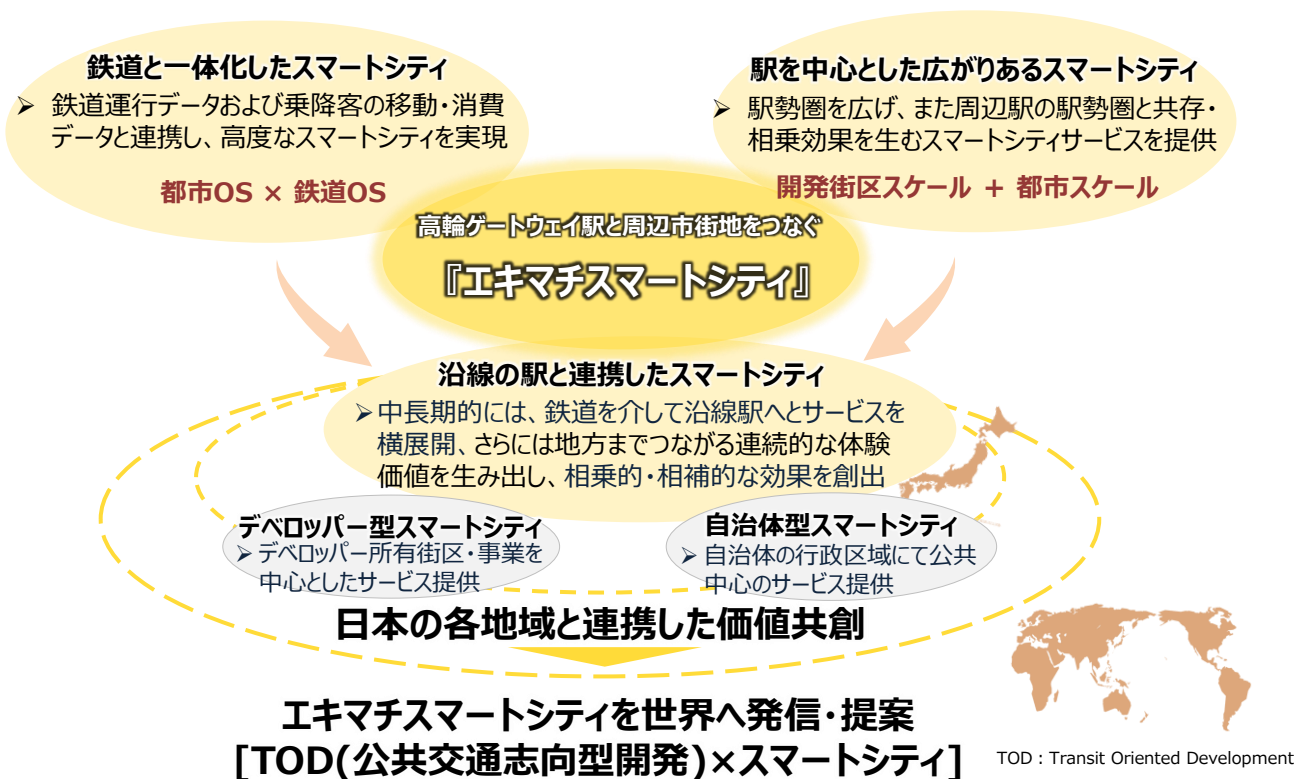 鉄道と一体化したスマートシティ
➢ 鉄道運行データおよび乗降客の移動・消費
データと連携し、高度なスマートシティを実現
都市OS × 鉄道OS
駅を中心とした広がりあるスマートシティ
➢ 駅勢圏を広げ、また周辺駅の駅勢圏と共存・
相乗効果を生むスマートシティサービスを提供
開発街区スケール + 都市スケール
高輪ゲートウェイ駅と周辺市街地をつなぐ
『エキマチスマートシティ』
沿線の駅と連携したスマートシティ
➢中長期的には、鉄道を介して沿線駅へとサービスを
横展開、さらには地方までつながる連続的な体験
価値を生み出し、相乗的・相補的な効果を創出
デベロッパー型スマートシティ
➢ デベロッパー所有街区・事業を
中心としたサービス提供
自治体型スマートシティ
➢ 自治体の行政区域にて公共
中心のサービス提供
日本の各地域と連携した価値共創
エキマチスマートシティを世界へ発信・提案
[TOD(公共交通志向型開発)×スマートシティ]
TOD : Transit Oriented Development